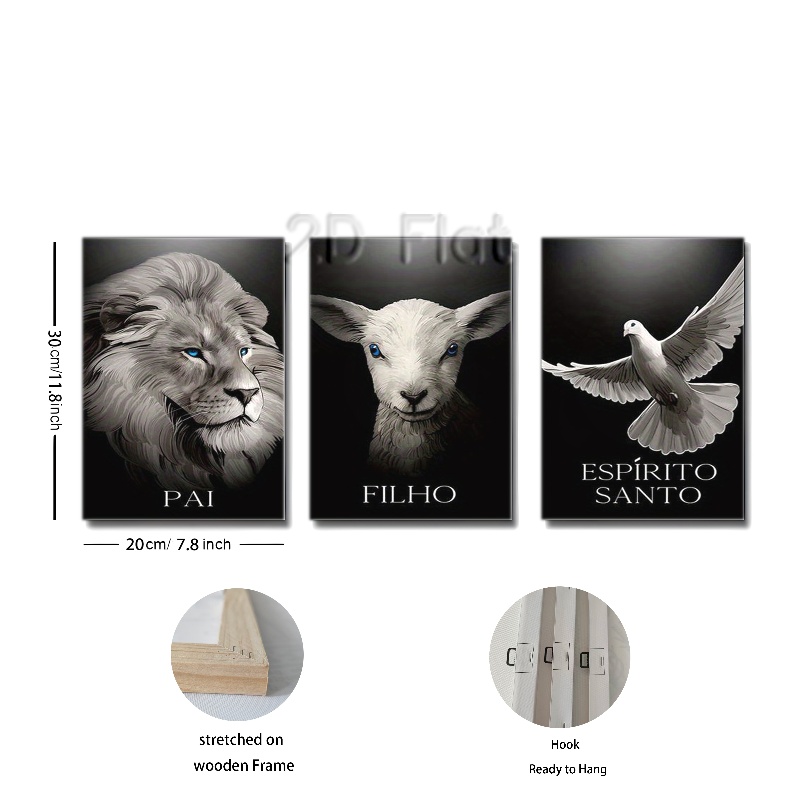 2D Flat
30cm/11.8inch
PAI
FILHO
ESPÍRITO
SANTO
20cm/ 7.8 inch
stretched on
wooden Frame
Hook
Ready to Hang